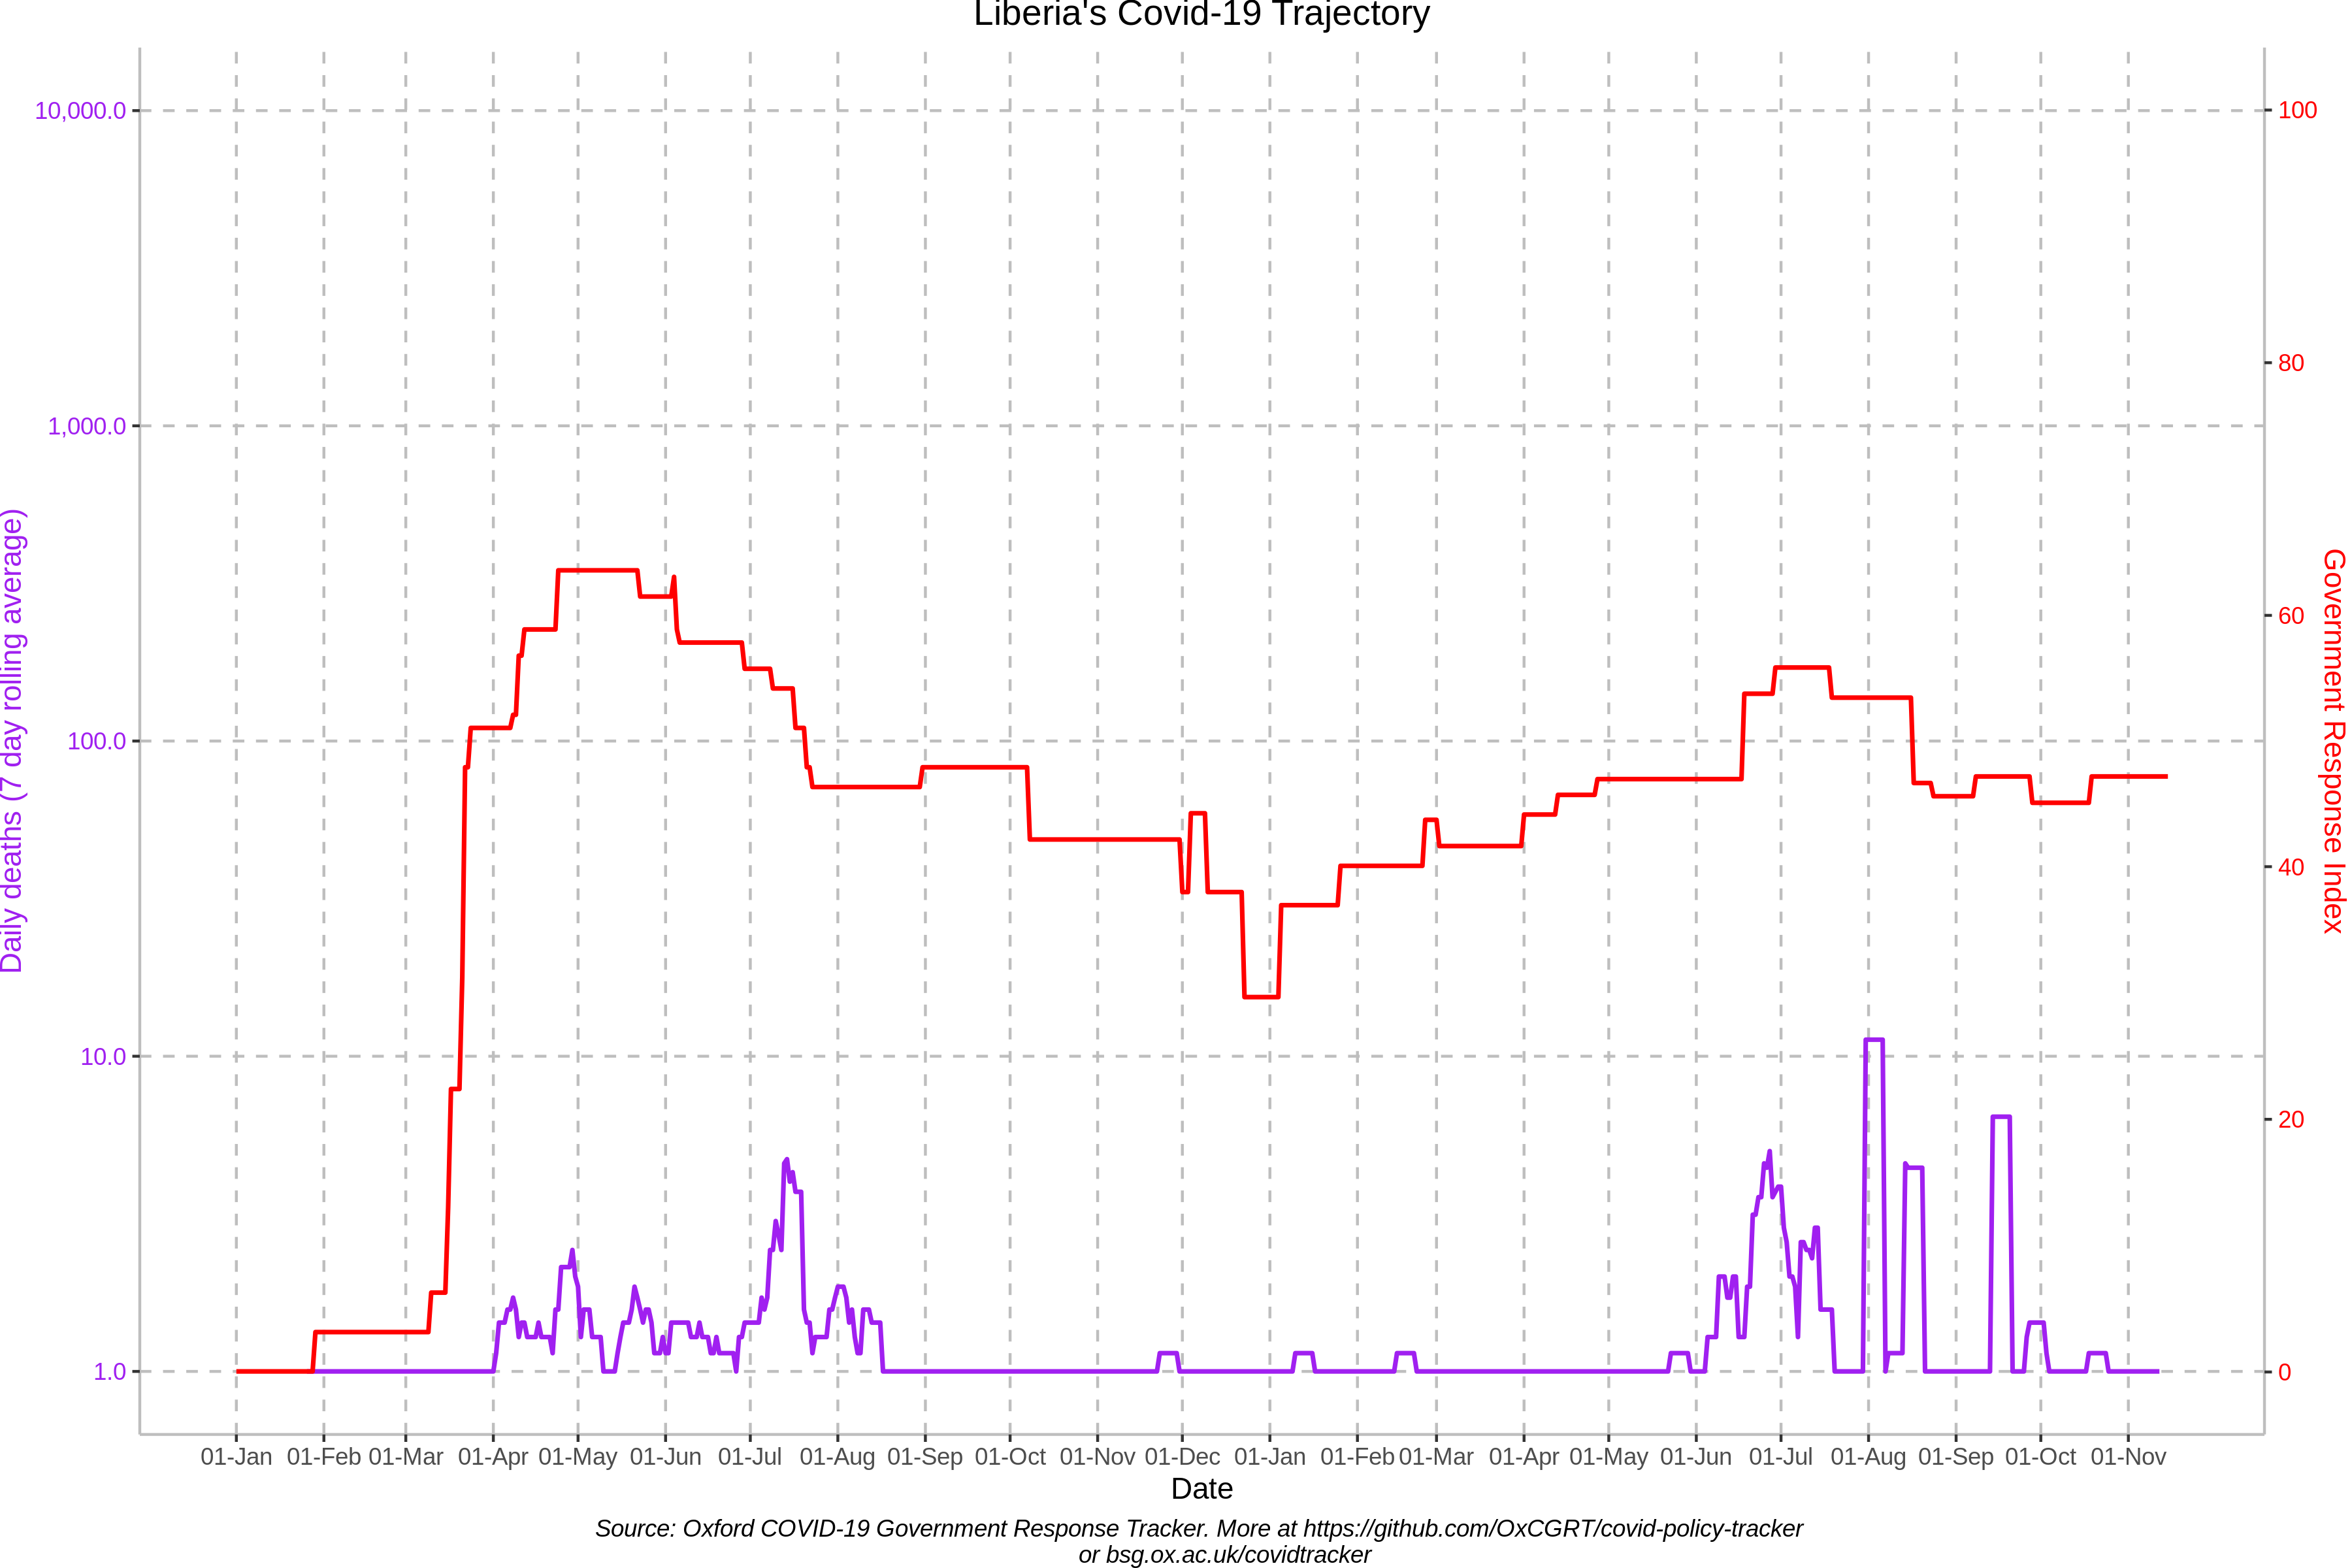 Liberia's Covid-19 Trajectory
10,000.0
1,000.0
100.0
10.0
1.0
Daily deaths (7 day rolling average)
100
80
60
40
20
0
Government Response Index
01-Jan 01-Feb 01-Mar 01-Apr 01-May 01-Jun 01-Jul 01-Aug 01-Sep 01-Oct 01-Nov 01-Dec 01-Jan 01-Feb 01-Mar 01-Apr 01-May 01-Jun 01-Jul 01-Aug 01-Sep 01-Oct 01-Nov
Date
Source: Oxford COVID-19 Government Response Tracker. More at https://github.com/OxCGRT/covid-policy-tracker
or bsg.ox.ac.uk/covidtracker